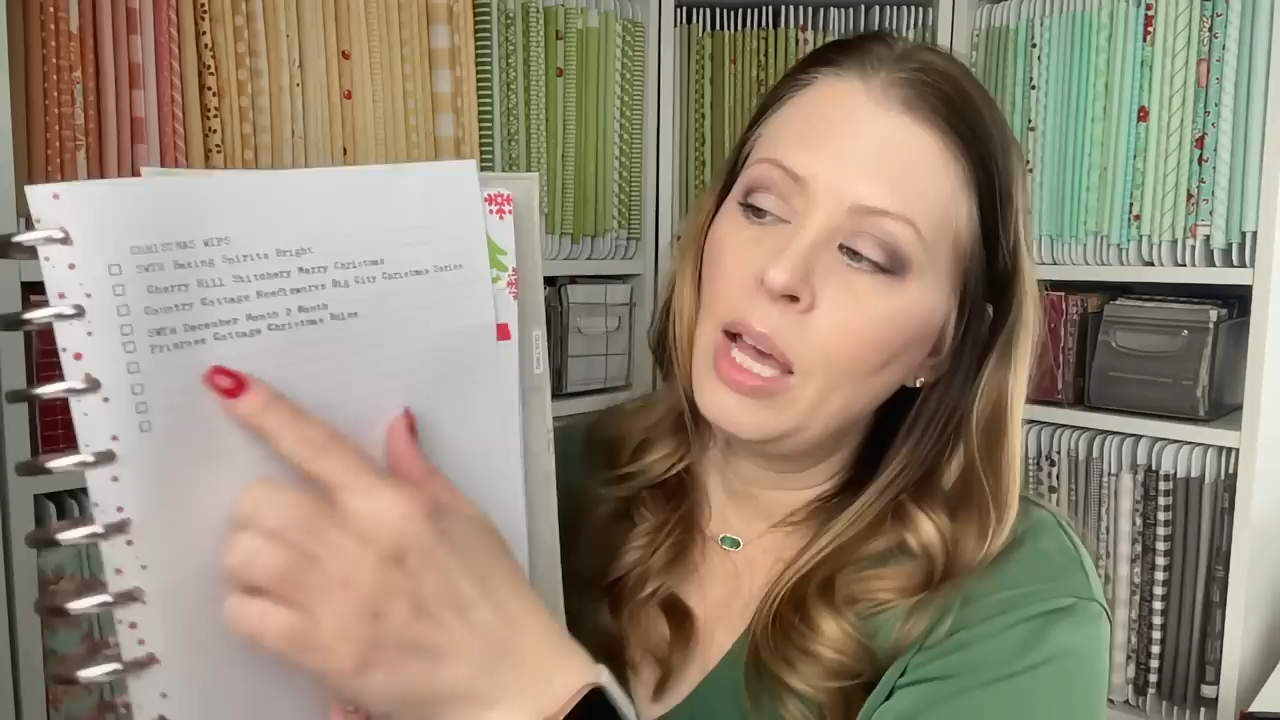 CHRISTMAS WIPS
SWTH Making Spirits Bright
Cherry Hill Stitchery Merry Christmas
Country Cottage Needleworks Big City Christmas Series
SWTH December Month 2 Month
Primrose Cottage Christmas Rules